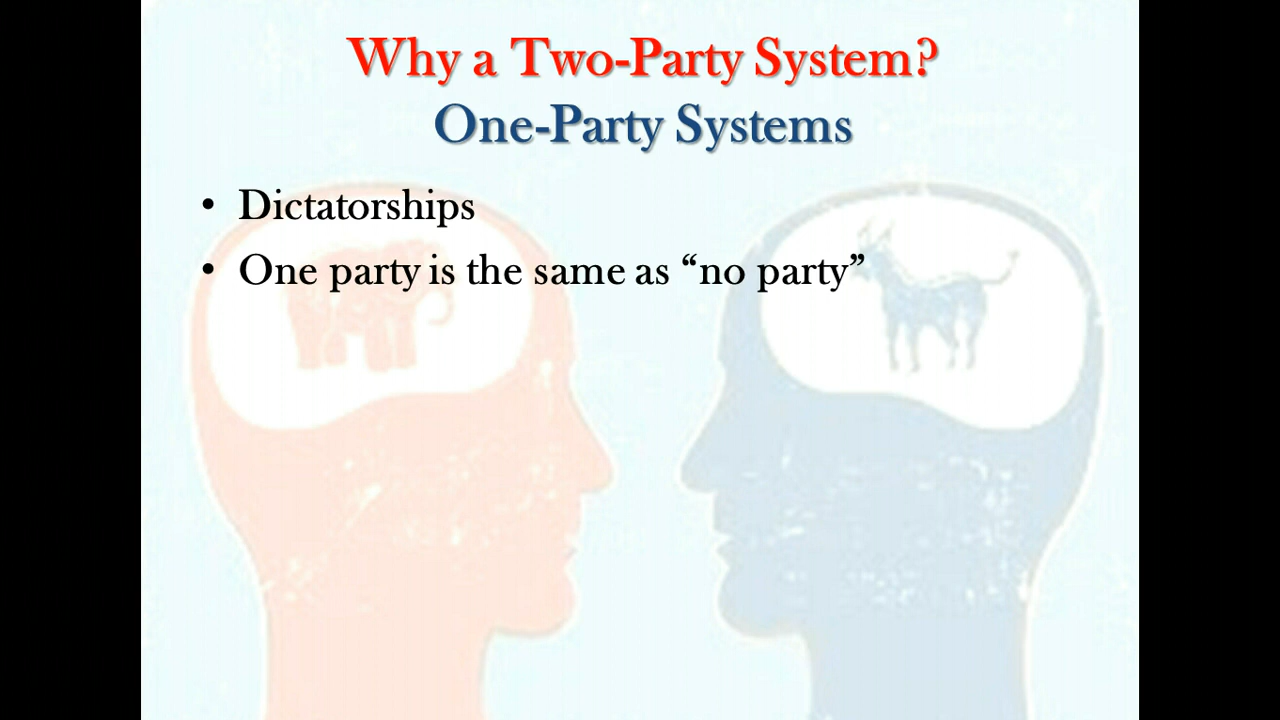 Why a Two-Party System?
One-Party Systems
• Dictatorships
• One party is the same as “no party”